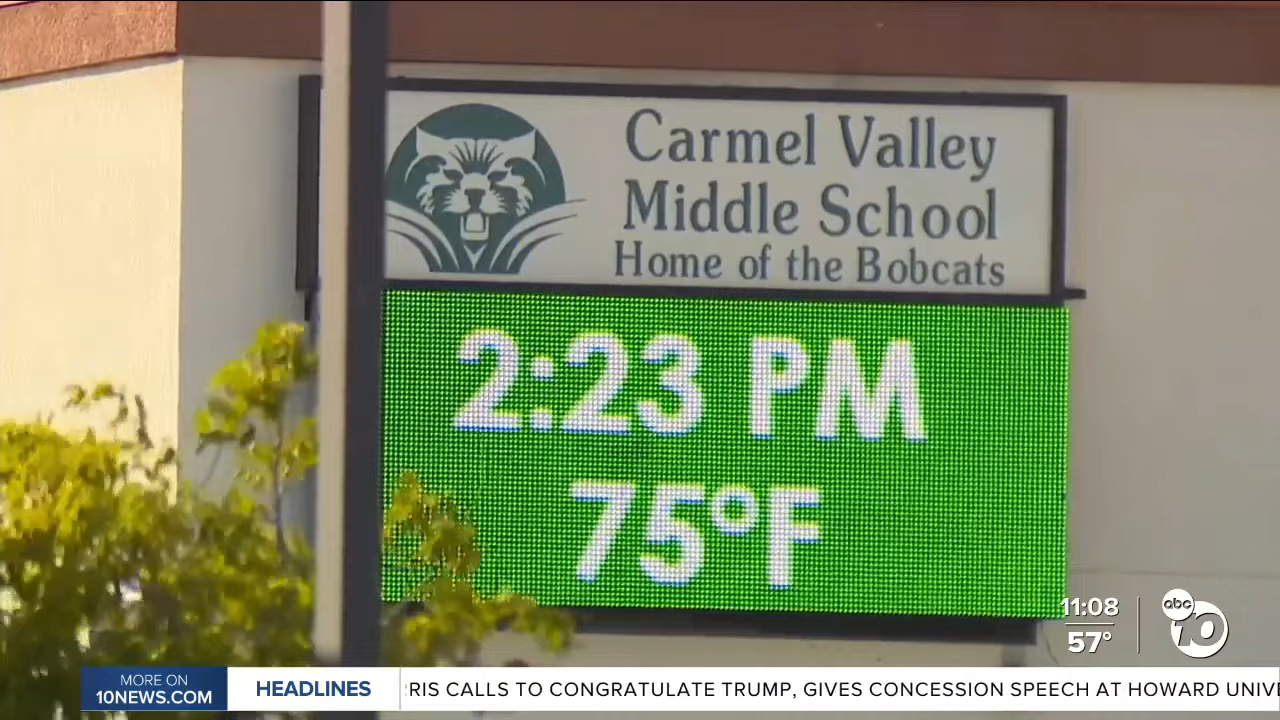 Carmel Valley
Middle School
Home of the Bobcats
2:23 PM
75°F
11:08
57°
abc
10
MORE ON
10NEWS.COM
HEADLINES
RIS CALLS TO CONGRATULATE TRUMP, GIVES CONCESSION SPEECH AT HOWARD UNIV